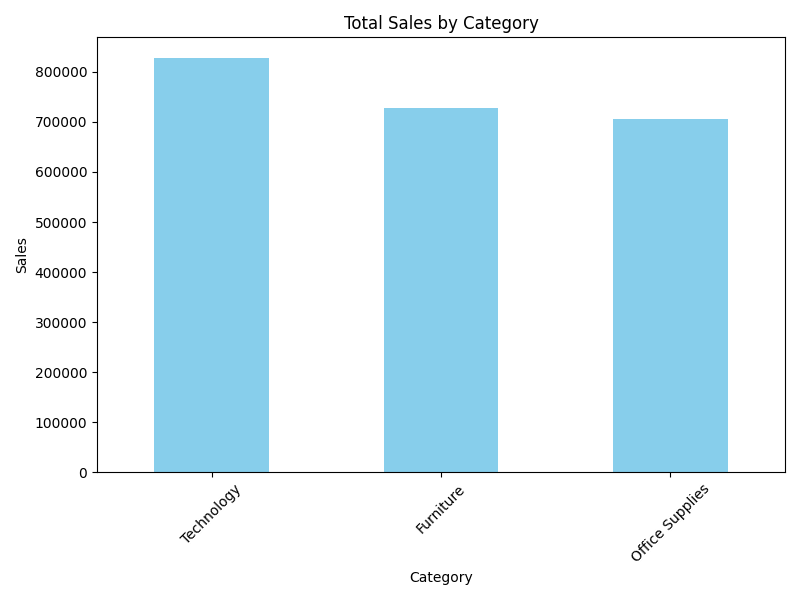 Total Sales by Category
Sales
800000
700000
600000
500000
400000
300000
200000
100000
0
Technology
Furniture
Office Supplies
Category